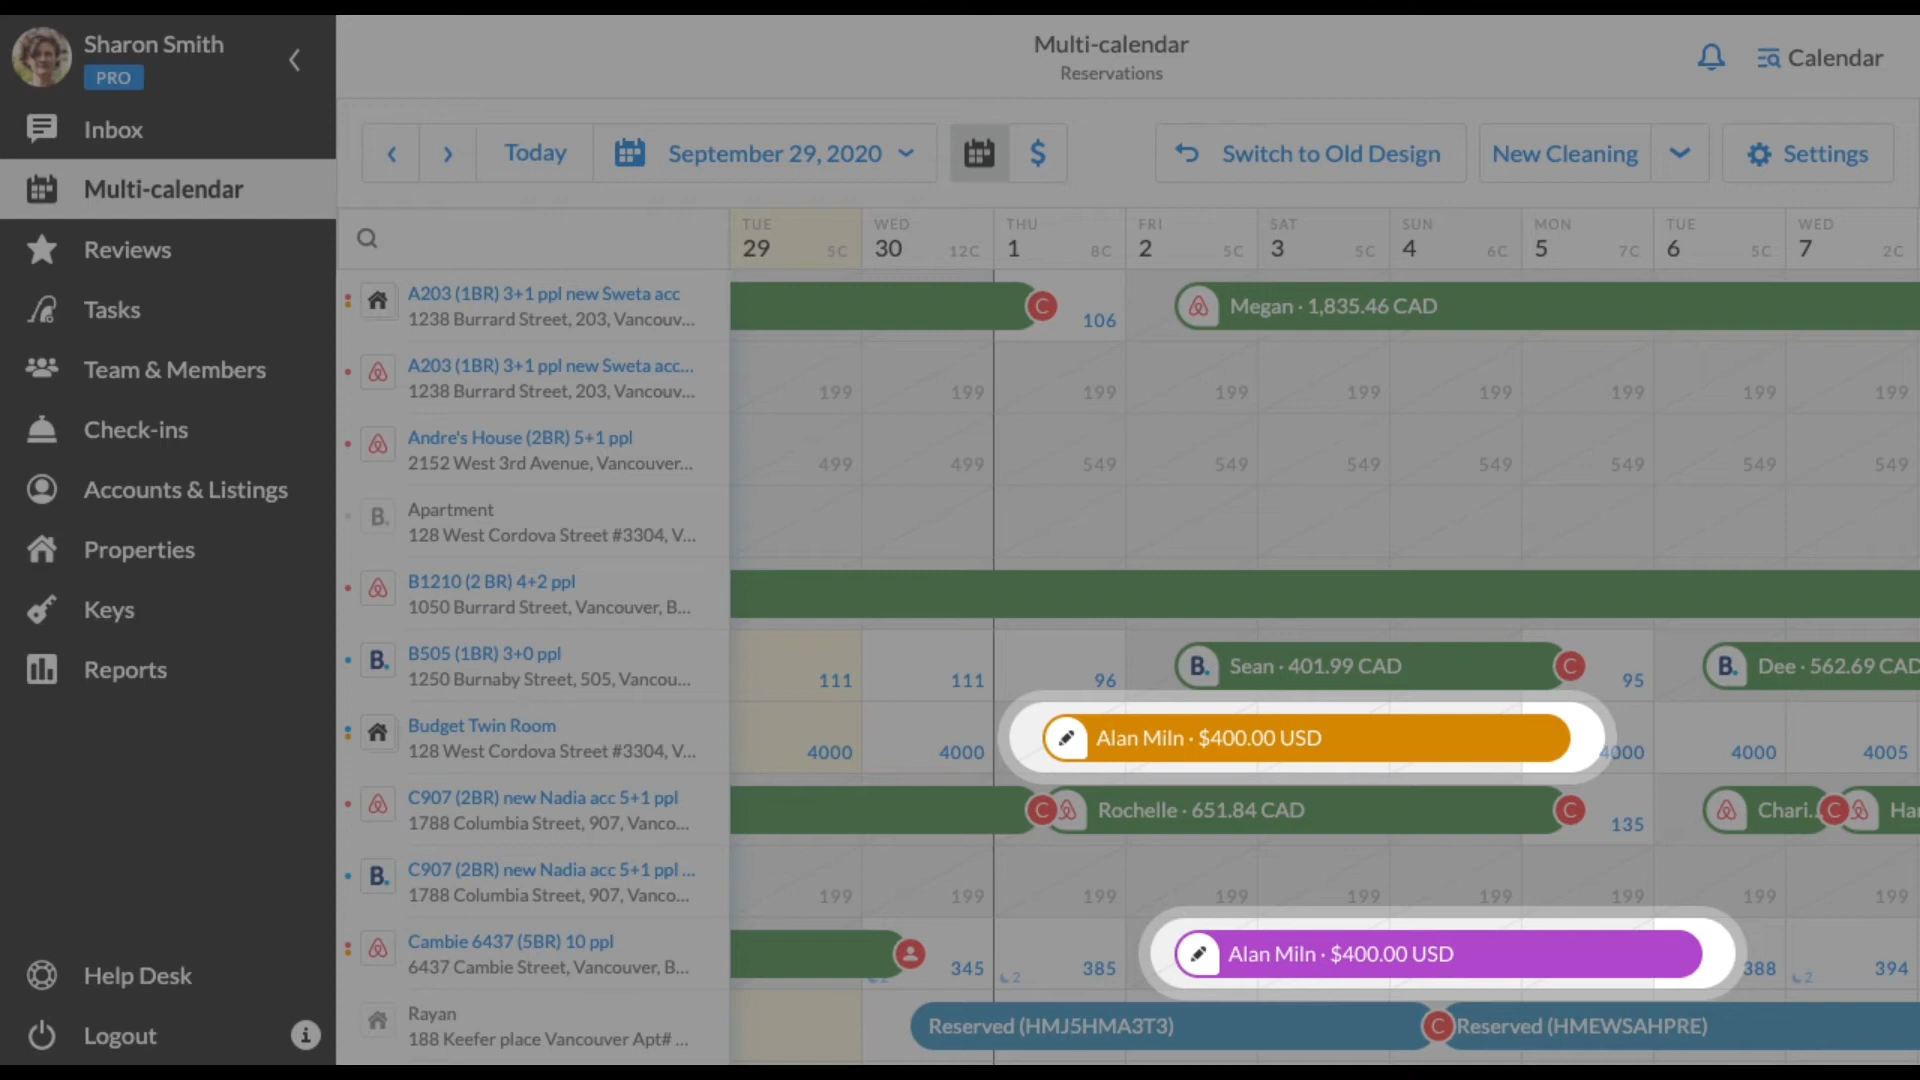 Sharon Smith
PRO
Inbox
Multi-calendar
Reviews
Tasks
Team & Members
Check-ins
Accounts & Listings
Properties
Keys
Reports
Help Desk
Logout
Multi-calendar
Reservations
Calendar
Today
September 29, 2020
$
Switch to Old Design
New Cleaning
Settings
TUE WED THU FRI SAT SUN MON TUE WED
29 5C 30 12C 1 8C 2 5C 3 5C 4 6C 5 7C 6 5C 7 2C
A203 (1BR) 3+1 ppl new Sweta acc
1238 Burrard Street, 203, Vancouv...
C 106 Megan · 1,835.46 CAD
A203 (1BR) 3+1 ppl new Sweta acc...
1238 Burrard Street, 203, Vancouv...
199 199 199 199 199 199 199 199 199
Andre's House (2BR) 5+1 ppl
2152 West 3rd Avenue, Vancouver...
499 499 549 549 549 549 549 549 549
B. Apartment
128 West Cordova Street #3304, V...
B1210 (2 BR) 4+2 ppl
1050 Burrard Street, Vancouver, B...
B. B505 (1BR) 3+0 ppl
1250 Burnaby Street, 505, Vancou...
111 111 96 B. Sean · 401.99 CAD C 95 B. Dee · 562.69 CAD
Budget Twin Room
128 West Cordova Street #3304, V...
4000 4000 Alan Miln · $400.00 USD 4000 4000 4005
C907 (2BR) new Nadia acc 5+1 ppl
1788 Columbia Street, 907, Vanco...
C Rochelle · 651.84 CAD C 135 Chari... C Har
B. C907 (2BR) new Nadia acc 5+1 ppl ...
1788 Columbia Street, 907, Vanco...
199 199 199 199 199 199 199 199 199
Cambie 6437 (5BR) 10 ppl
6437 Cambie Street, Vancouver, B...
345 2 385 Alan Miln · $400.00 USD 388 2 394
Rayan
188 Keefer place Vancouver Apt# ...
Reserved (HMJ5HMA3T3) C Reserved (HMEWSAHPRE)